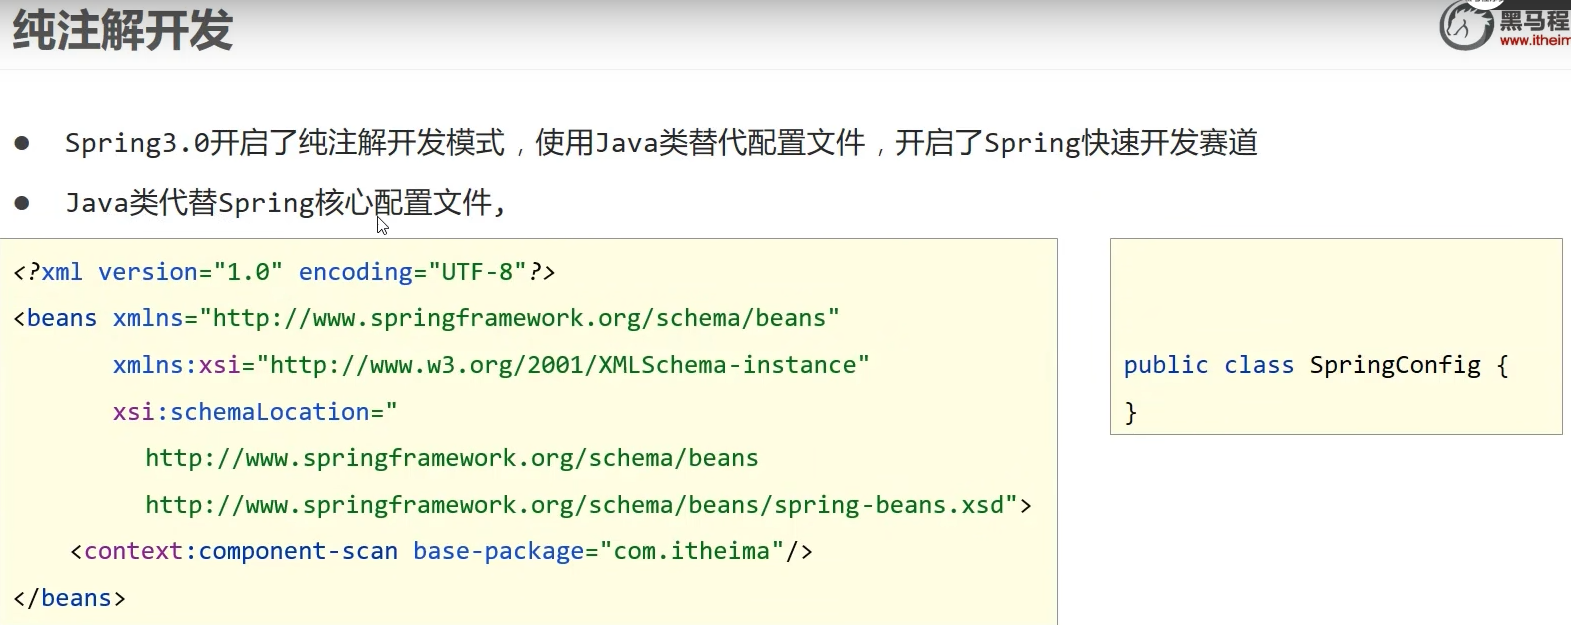 纯注解开发
黑马程
www.itheim
● Spring3.0开启了纯注解开发模式，使用Java类替代配置文件，开启了Spring快速开发赛道
● Java类代替Spring核心配置文件,
<?xml version="1.0" encoding="UTF-8"?>
<beans xmlns="http://www.springframework.org/schema/beans"
xmlns:xsi="http://www.w3.org/2001/XMLSchema-instance"
xsi:schemaLocation="
http://www.springframework.org/schema/beans
http://www.springframework.org/schema/beans/spring-beans.xsd">
<context:component-scan base-package="com.itheima"/>
</beans>
public class SpringConfig {
}